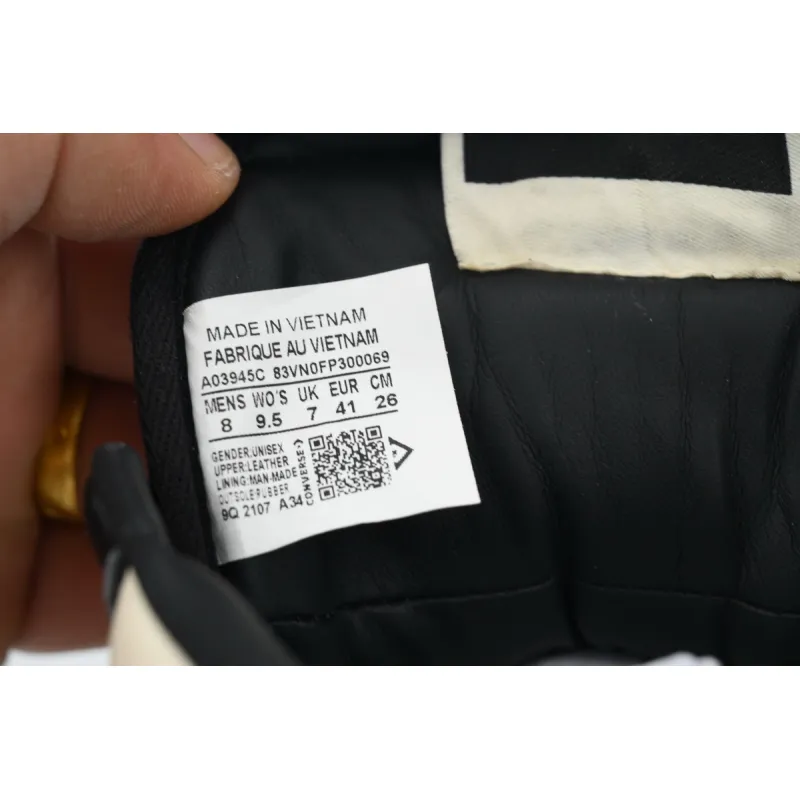 MADE IN VIETNAM
FABRIQUE AU VIETNAM
A03945C 83VN0FP300069
MENS WO'S UK EUR CM
8 9.5 7 41 26
GENDER:UNISEX
UPPER:LEATHER
LINING:MAN-MADE
OUTSOLE:RUBBER
9Q 2107 A34
CONVERSE